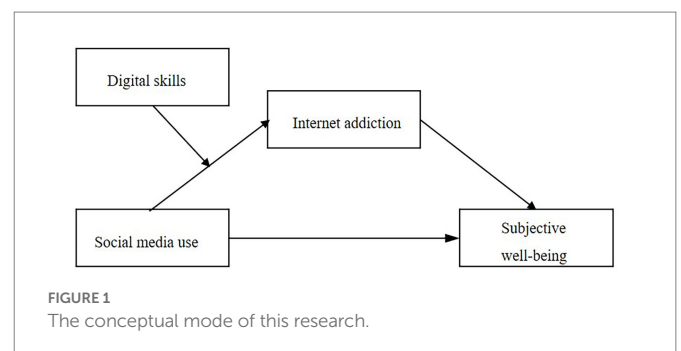 Digital skills
Internet addiction
Social media use
Subjective
well-being
FIGURE 1
The conceptual mode of this research.